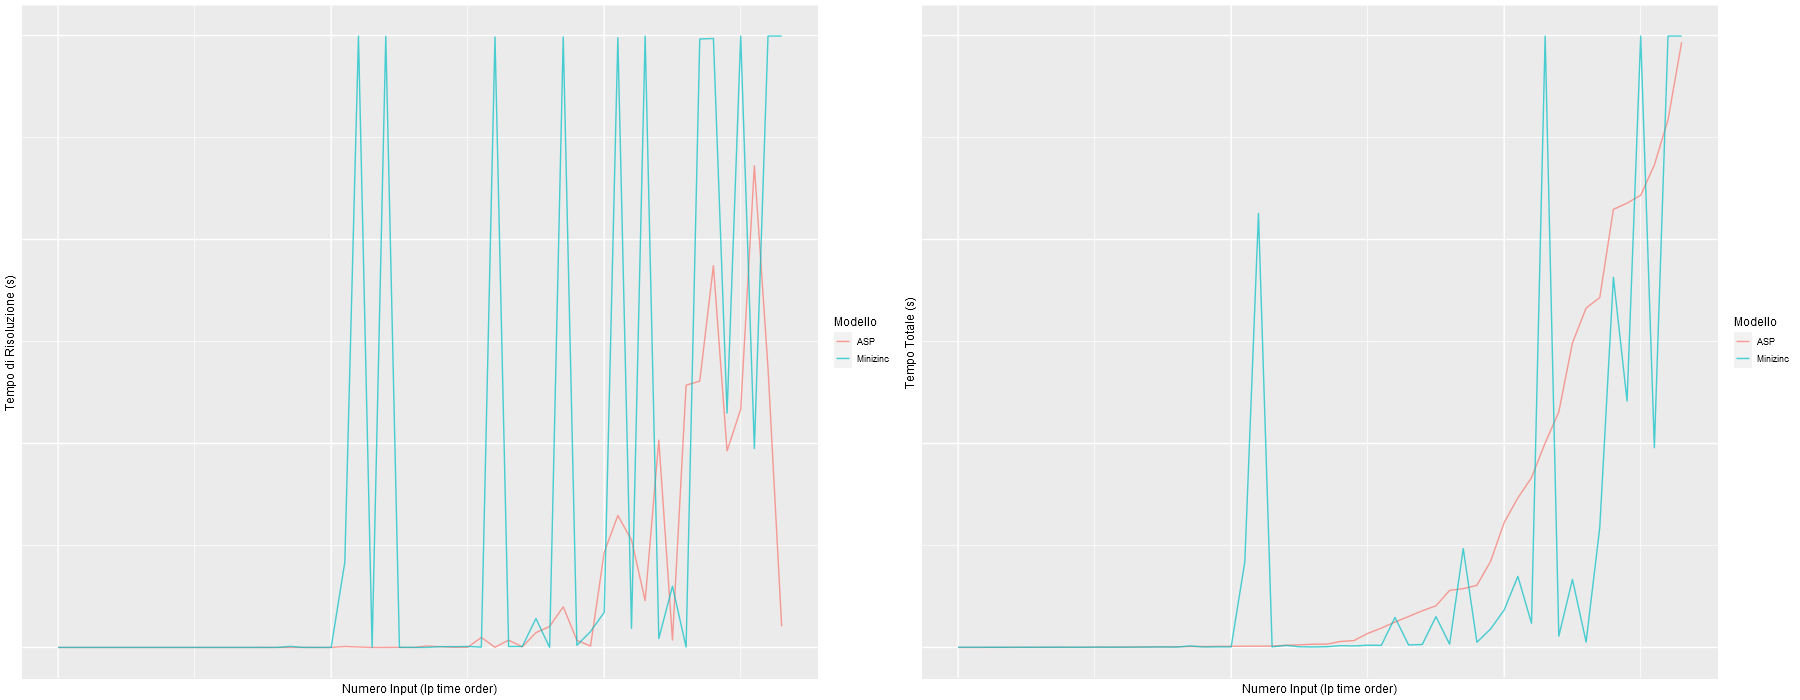 Tempo di Risoluzione (s)
Numero Input (lp time order)
Modello
ASP
Minizinc
Tempo Totale (s)
Numero Input (lp time order)
Modello
ASP
Minizinc